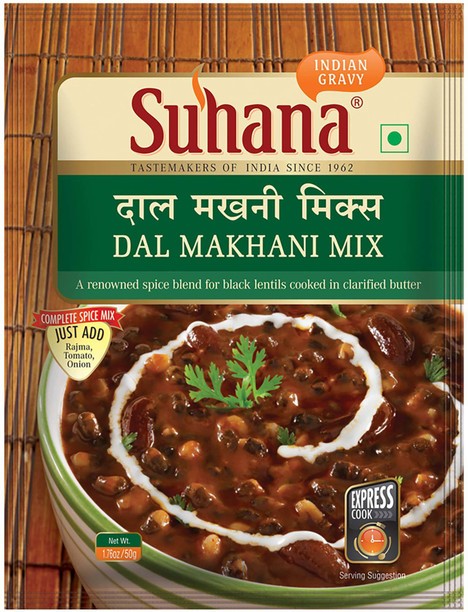 INDIAN
GRAVY
Suhana®
TASTEMAKERS OF INDIA SINCE 1962
दाल मखनी मिक्स
DAL MAKHANI MIX
A renowned spice blend for black lentils cooked in clarified butter
COMPLETE SPICE MIX
JUST ADD
Rajma,
Tomato,
Onion
EXPRESS
COOK
Net Wt.
1.76oz/50g
Serving Suggestion